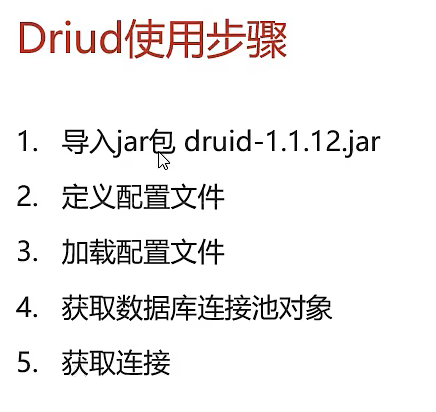 Driud使用步骤
1. 导入jar包 druid-1.1.12.jar
2. 定义配置文件
3. 加载配置文件
4. 获取数据库连接池对象
5. 获取连接